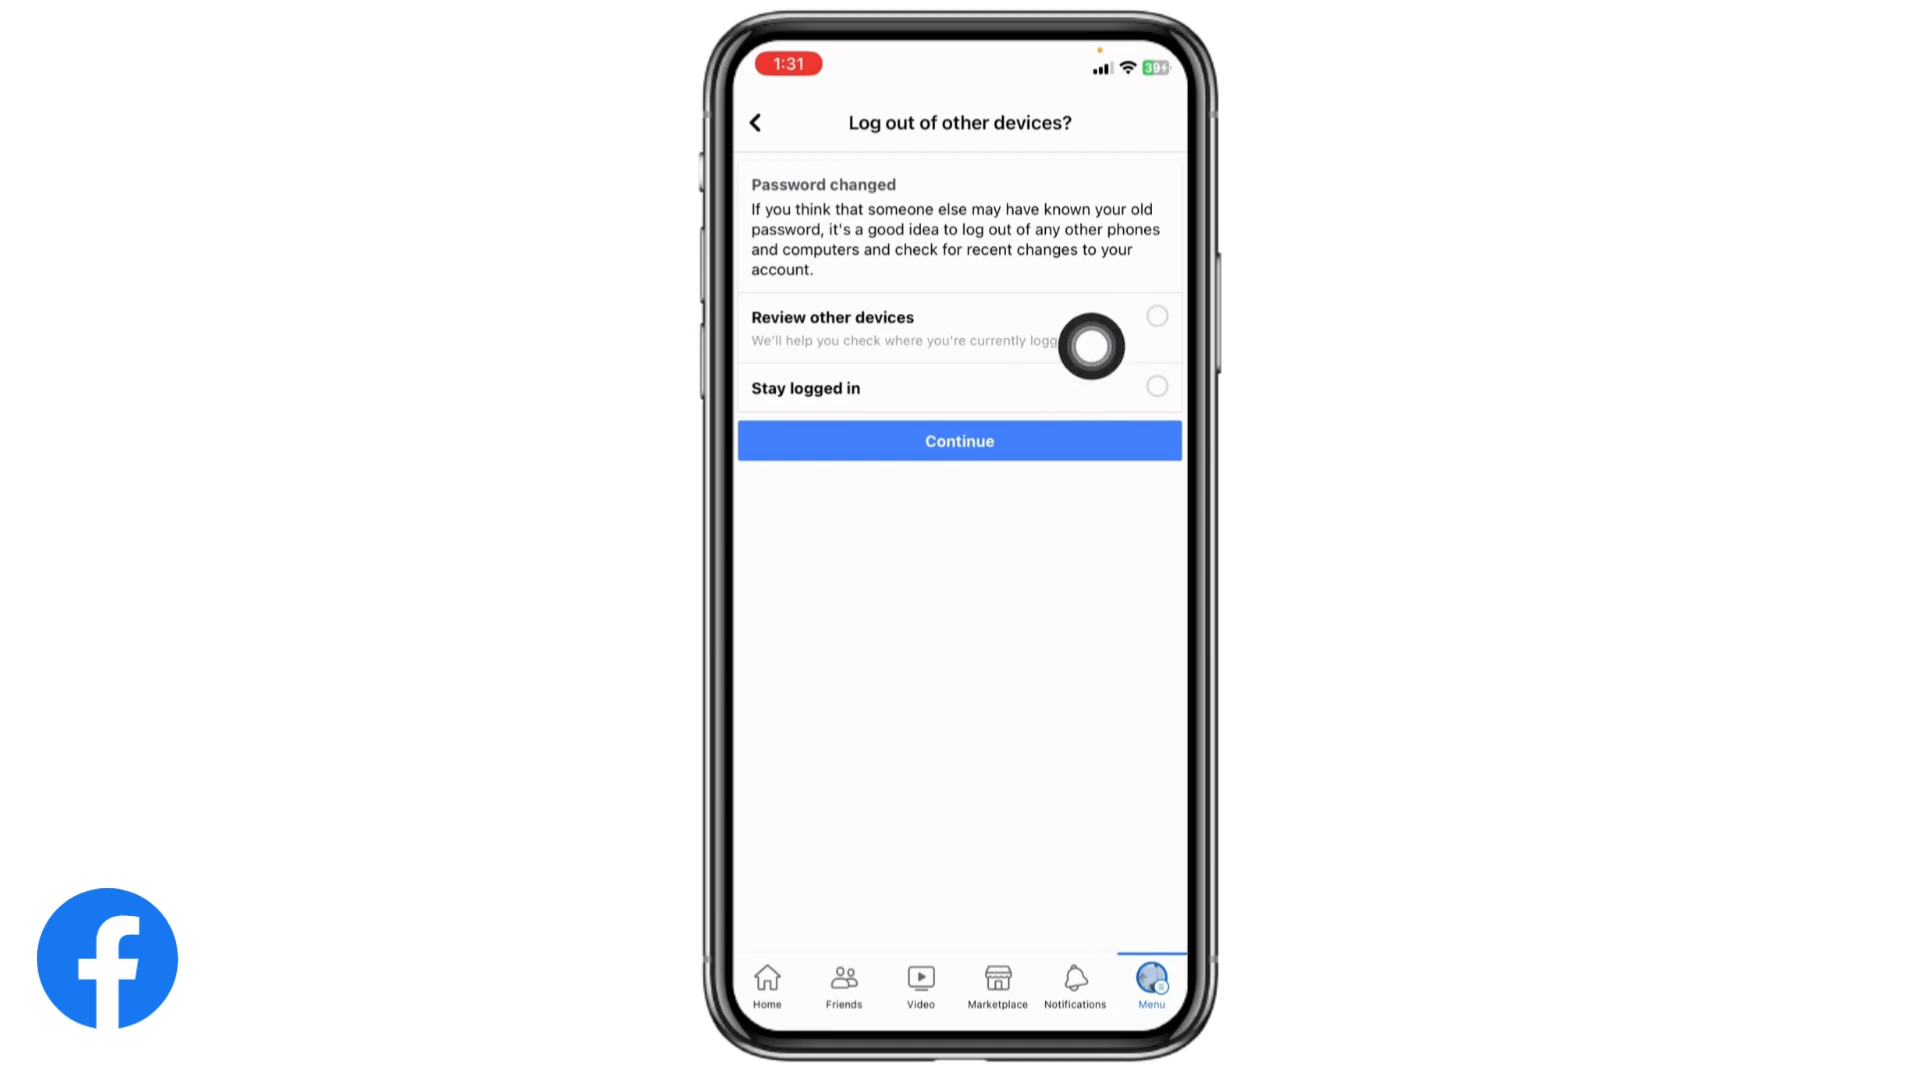 1:31
39
Log out of other devices?
Password changed
If you think that someone else may have known your old
password, it's a good idea to log out of any other phones
and computers and check for recent changes to your
account.
Review other devices
We'll help you check where you're currently logg
Stay logged in
Continue
Home Friends Video Marketplace Notifications Menu